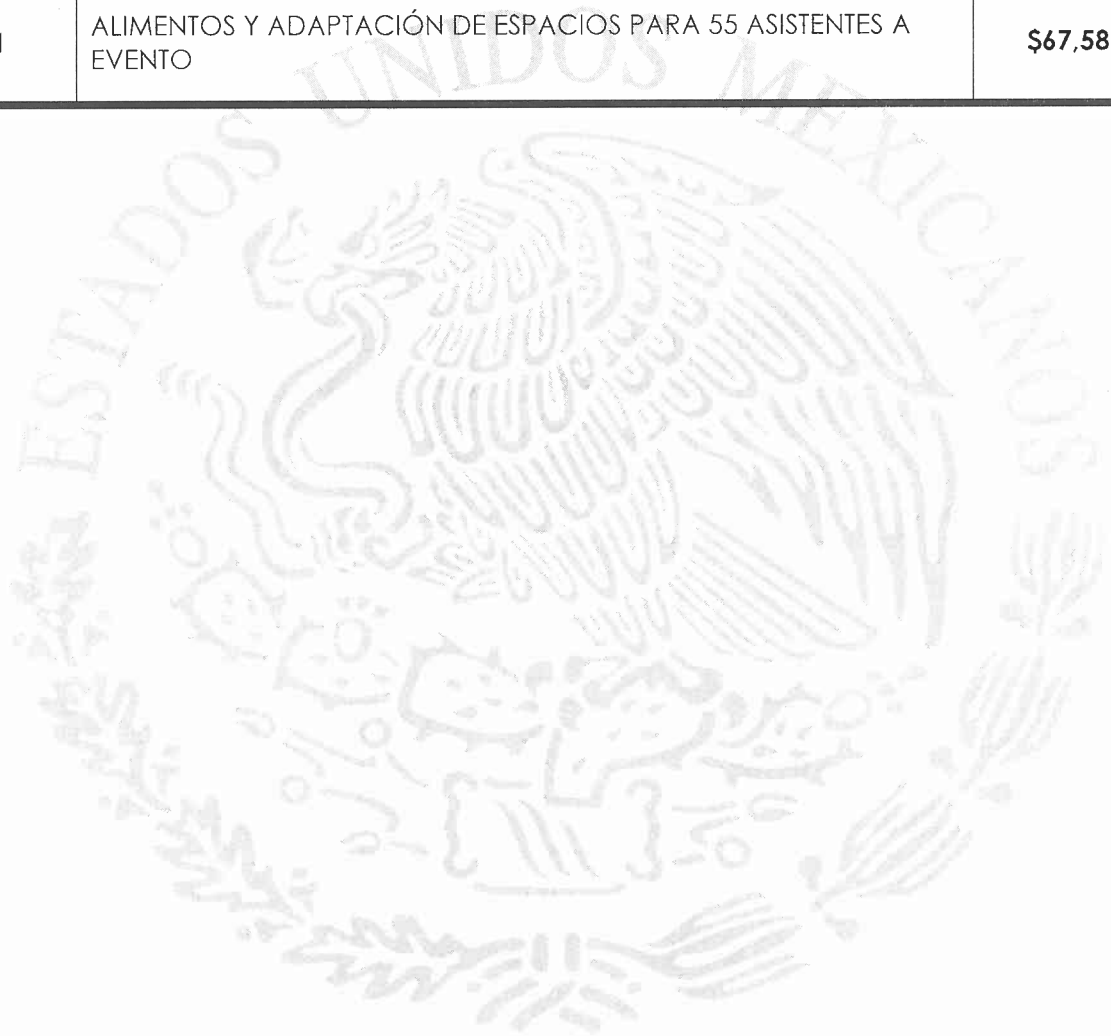 ALIMENTOS Y ADAPTACIÓN DE ESPACIOS PARA 55 ASISTENTES A
EVENTO
$67,58
ESTADOS UNIDOS MEXICANOS